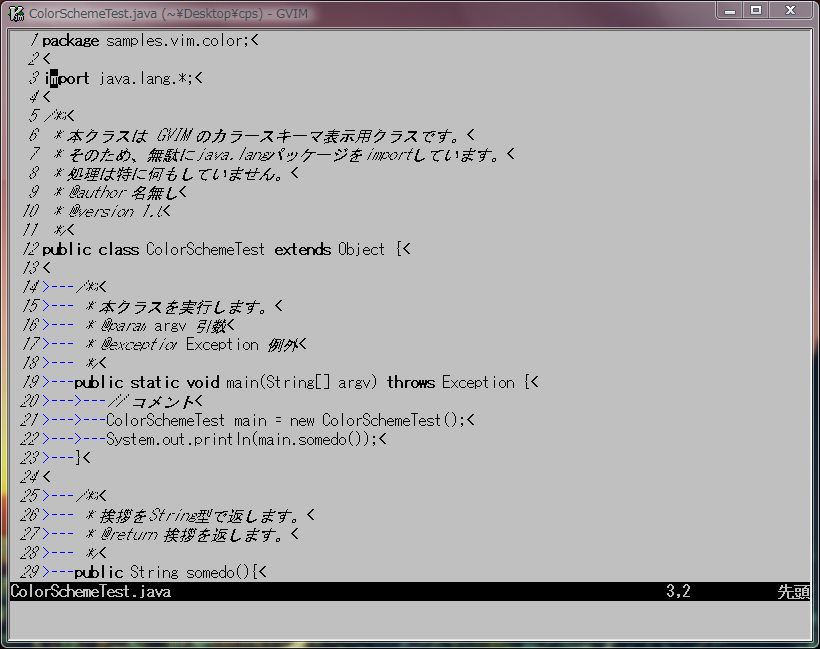 ColorSchemeTest.java (~¥Desktop¥cps) - GVIM
1 package samples.vim.color;<
2 <
3 import java.lang.*;<
4 <
5 /**<
6  * 本クラスは GVIMのカラースキーマ表示用クラスです。<
7  * そのため、無駄にjava.langパッケージをimportしています。<
8  * 処理は特に何もしていません。<
9  * @author 名無し<
10  * @version 1.0<
11  */<
12 public class ColorSchemeTest extends Object {<
13 <
14 >---/**<
15 >--- * 本クラスを実行します。<
16 >--- * @param argv 引数<
17 >--- * @exception Exception 例外<
18 >--- */<
19 >---public static void main(String[] argv) throws Exception {<
20 >--->---// コメント<
21 >--->---ColorSchemeTest main = new ColorSchemeTest();<
22 >--->---System.out.println(main.somedo());<
23 >---}<
24 <
25 >---/**<
26 >--- * 挨拶をString型で返します。<
27 >--- * @return 挨拶を返します。<
28 >--- */<
29 >---public String somedo(){<
ColorSchemeTest.java 3,2 先頭